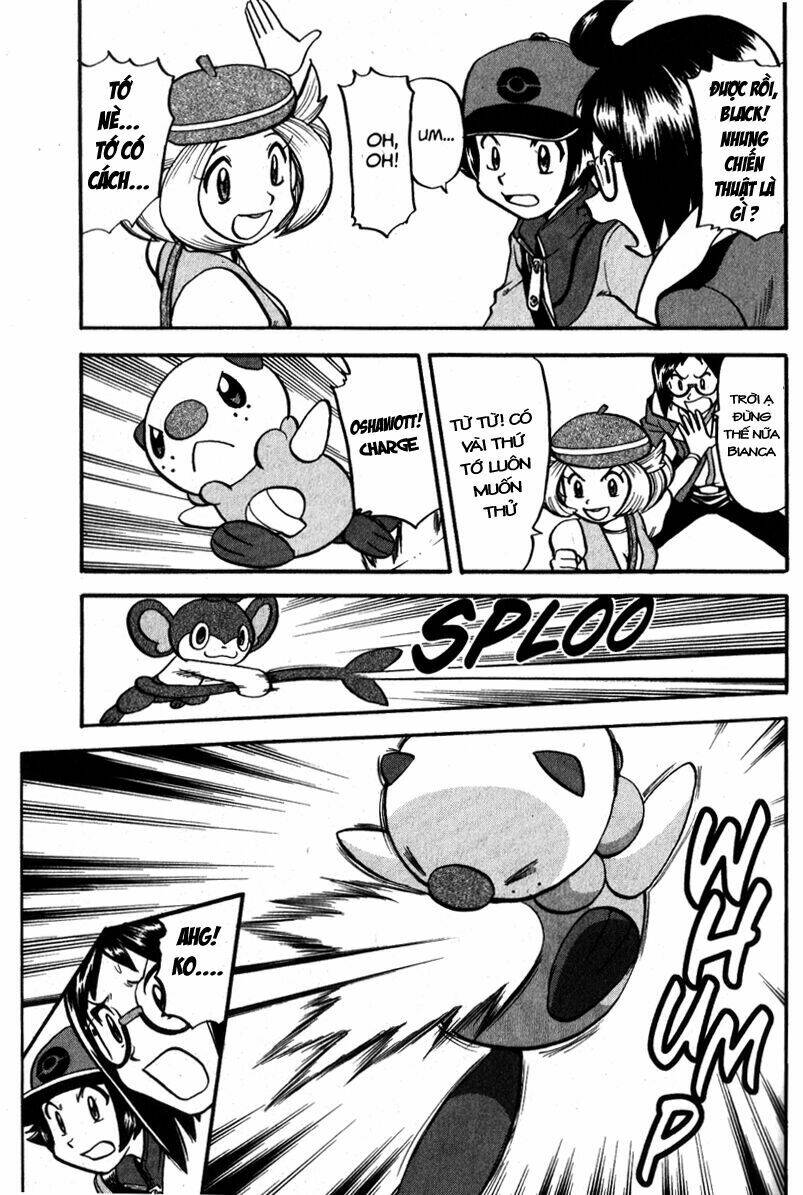 ĐƯỢC RỒI,
BLACK!
NHƯNG
CHIẾN
THUẬT LÀ
GÌ ?
UM...
OH,
OH!
TỚ
NÈ...
TỚ CÓ
CÁCH...
TRỜI Ạ
ĐỪNG
THẾ NỮA
BIANCA
TỪ TỪ! CÓ
VÀI THỨ
TỚ LUÔN
MUỐN
THỬ
OSHAWOTT!
CHARGE
SPLOO
WHUMP
AHG!
KO....